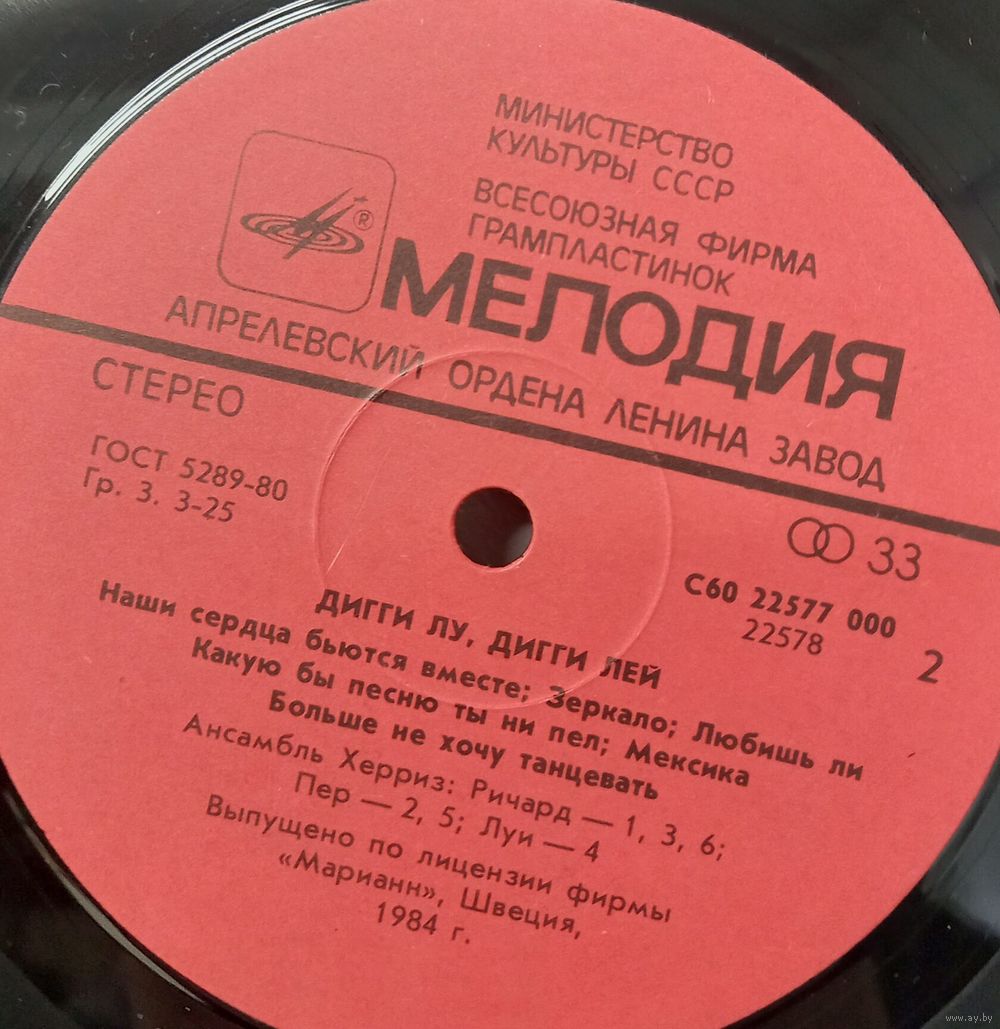 МИНИСТЕРСТВО
КУЛЬТУРЫ СССР
ВСЕСОЮЗНАЯ ФИРМА
ГРАМПЛАСТИНОК
®
МЕЛОДИЯ
АПРЕЛЕВСКИЙ ОРДЕНА ЛЕНИНА ЗАВОД
СТЕРЕО
ГОСТ 5289-80
Гр. 3. 3-25
33
С60 22577 000
22578
2
ДИГГИ ЛУ, ДИГГИ ЛЕЙ
Наши сердца бьются вместе; Зеркало; Любишь ли
Какую бы песню ты ни пел; Мексика
Больше не хочу танцевать
Ансамбль Херриз: Ричард — 1, 3, 6;
Пер — 2, 5; Луи — 4
Выпущено по лицензии фирмы
«Марианн», Швеция,
1984 г.
www.ay.by